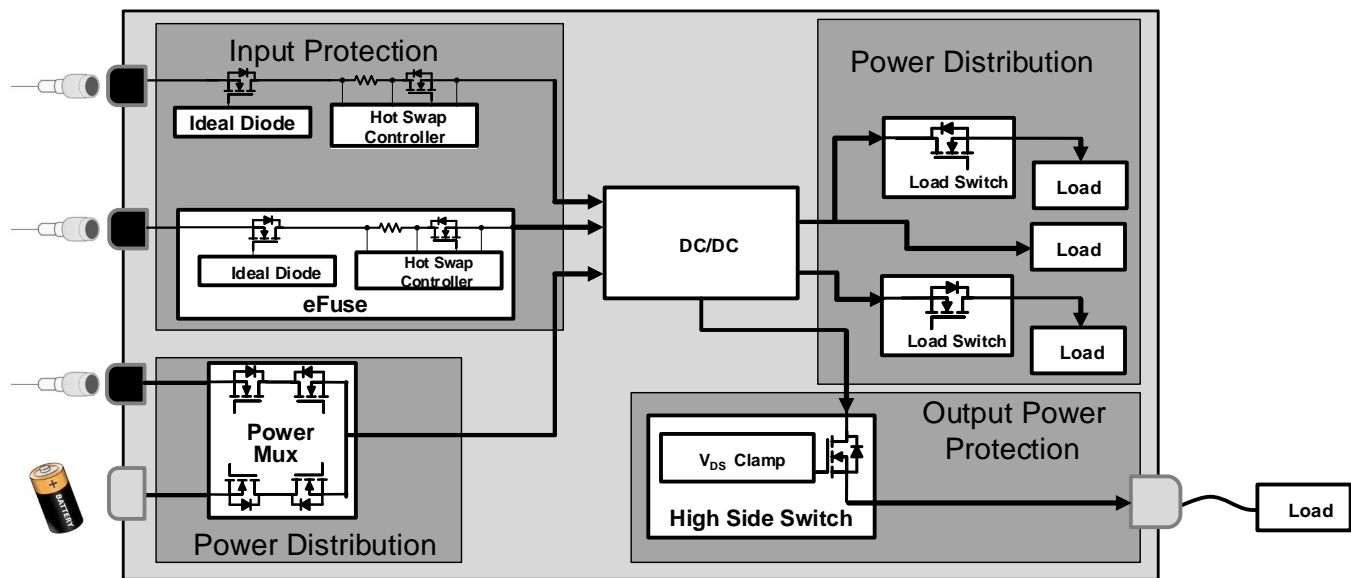 Input Protection
Ideal Diode
Hot Swap
Controller
Ideal Diode
Hot Swap
Controller
eFuse
Power
Mux
Power Distribution
+
BATTERY
DC/DC
Power Distribution
Load Switch
Load
Load
Load Switch
Load
Output Power
Protection
VDS Clamp
High Side Switch
Load